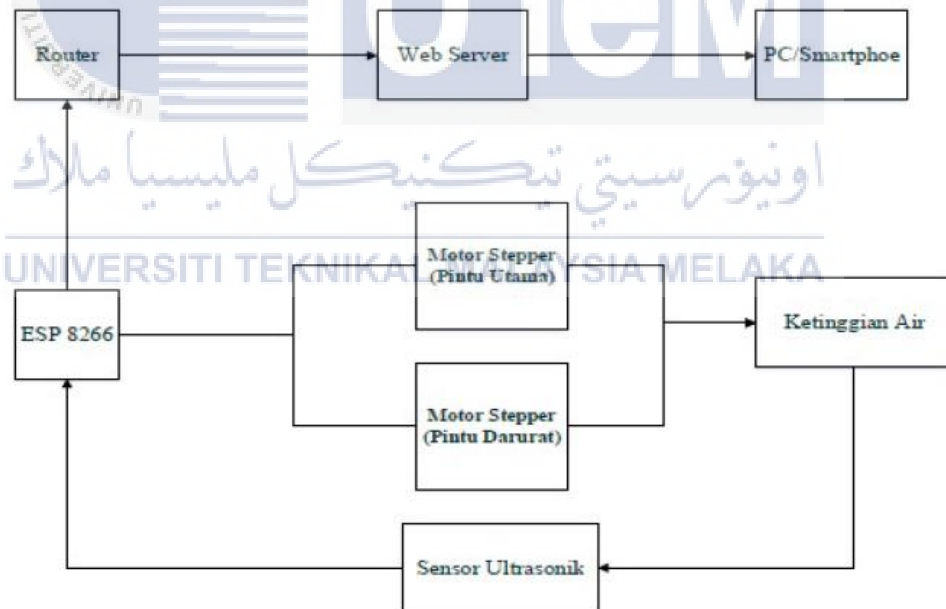 Router
Web Server
PC/Smartphoe
UTeM
اونيۏرسيتي تيكنيكل مليسيا ملاك
UNIVERSITI TEKNIKAL MALAYSIA MELAKA
Motor Stepper
(Pintu Utama)
ESP 8266
Ketinggian Air
Motor Stepper
(Pintu Darurat)
Sensor Ultrasonik